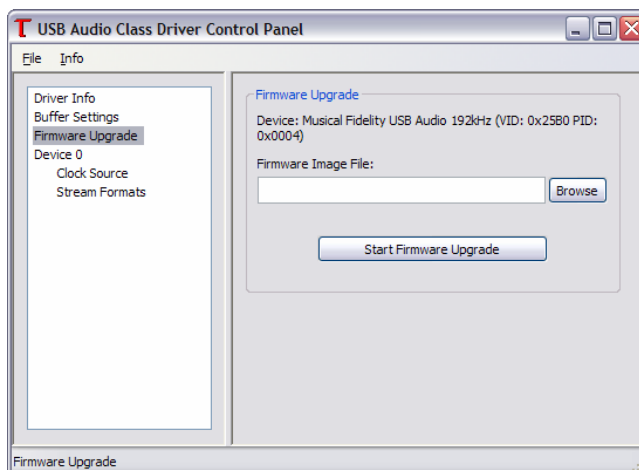 USB Audio Class Driver Control Panel
File Info
Driver Info
Buffer Settings
Firmware Upgrade
Device 0
Clock Source
Stream Formats
Firmware Upgrade
Device: Musical Fidelity USB Audio 192kHz (VID: 0x25B0 PID:
0x0004)
Firmware Image File:
Browse
Start Firmware Upgrade
Firmware Upgrade